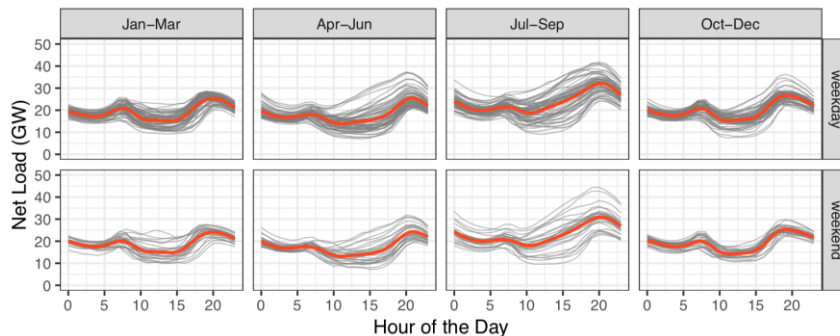 Jan−Mar Apr−Jun Jul−Sep Oct−Dec
50
40
30
20
10
0
weekday
50
40
30
20
10
0
weekend
Net Load (GW)
0 5 10 15 20 0 5 10 15 20 0 5 10 15 20 0 5 10 15 20
Hour of the Day